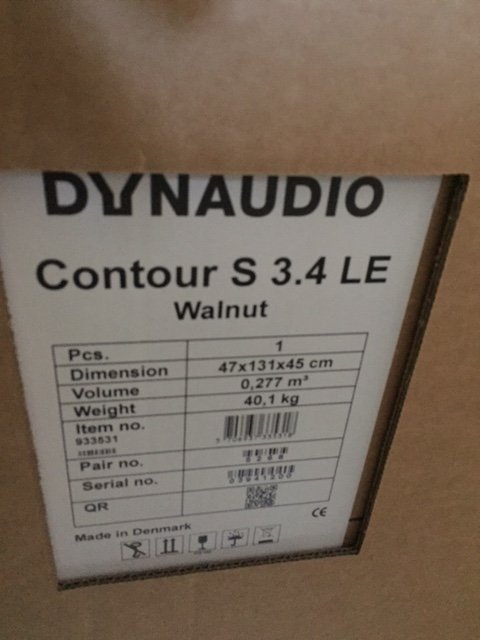 DYNAUDIO
Contour S 3.4 LE
Walnut
Pcs. 1
Dimension 47x131x45 cm
Volume 0,277 m³
Weight 40,1 kg
Item no.
933531
Pair no. 5268
Serial no.
QR
CE
Made in Denmark